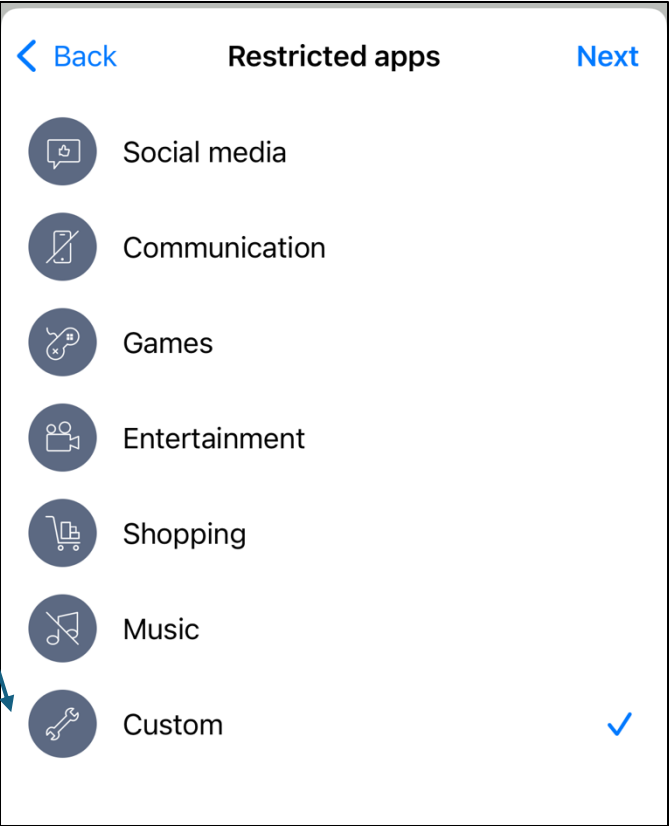 Back
Restricted apps
Next
Social media
Communication
Games
Entertainment
Shopping
Music
Custom